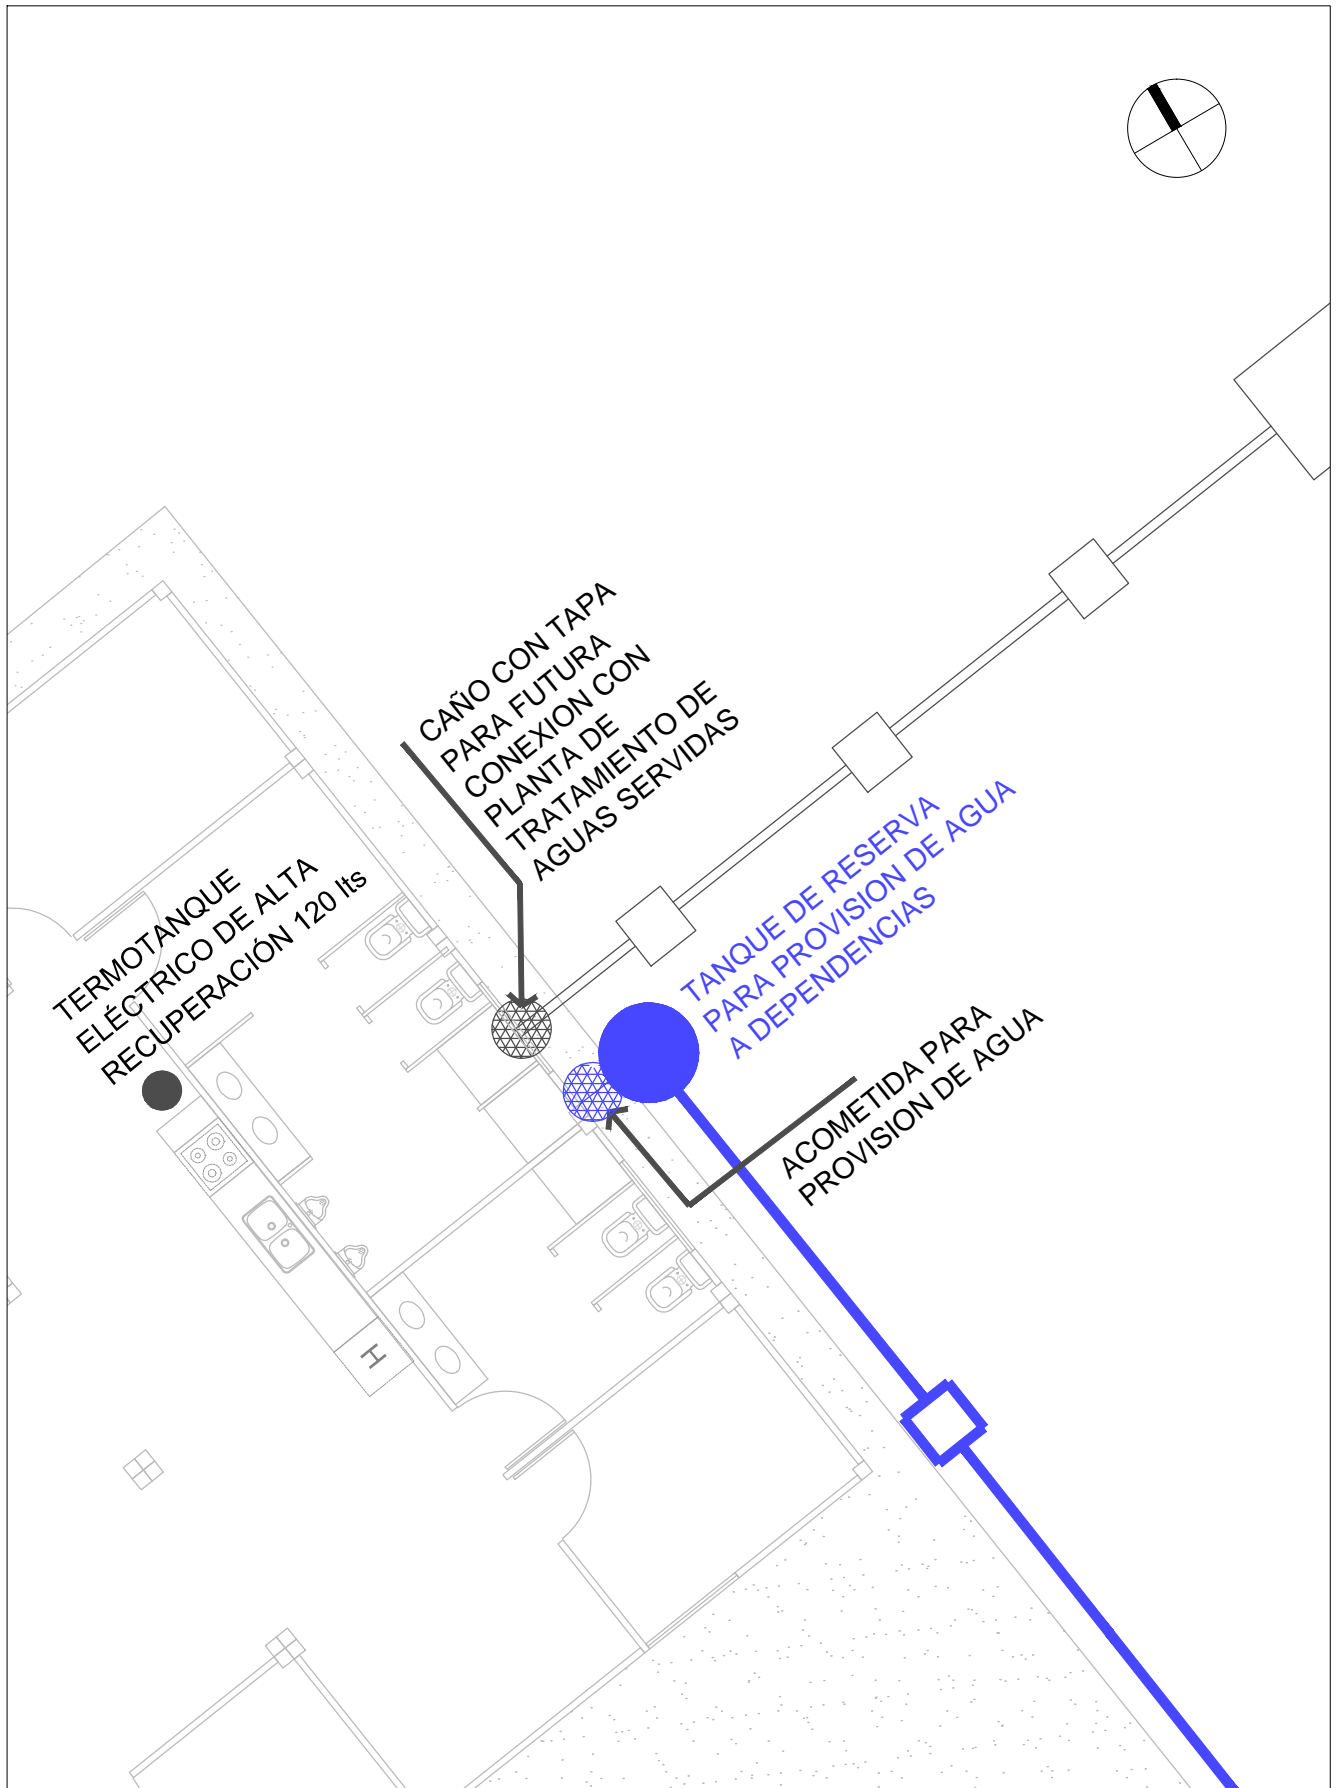 CAÑO CON TAPA
PARA FUTURA
CONEXION CON
PLANTA DE
TRATAMIENTO DE
AGUAS SERVIDAS
TANQUE DE RESERVA
PARA PROVISION DE AGUA
A DEPENDENCIAS
TERMOTANQUE
ELÉCTRICO DE ALTA
RECUPERACIÓN 120 lts
ACOMETIDA PARA
PROVISION DE AGUA
H